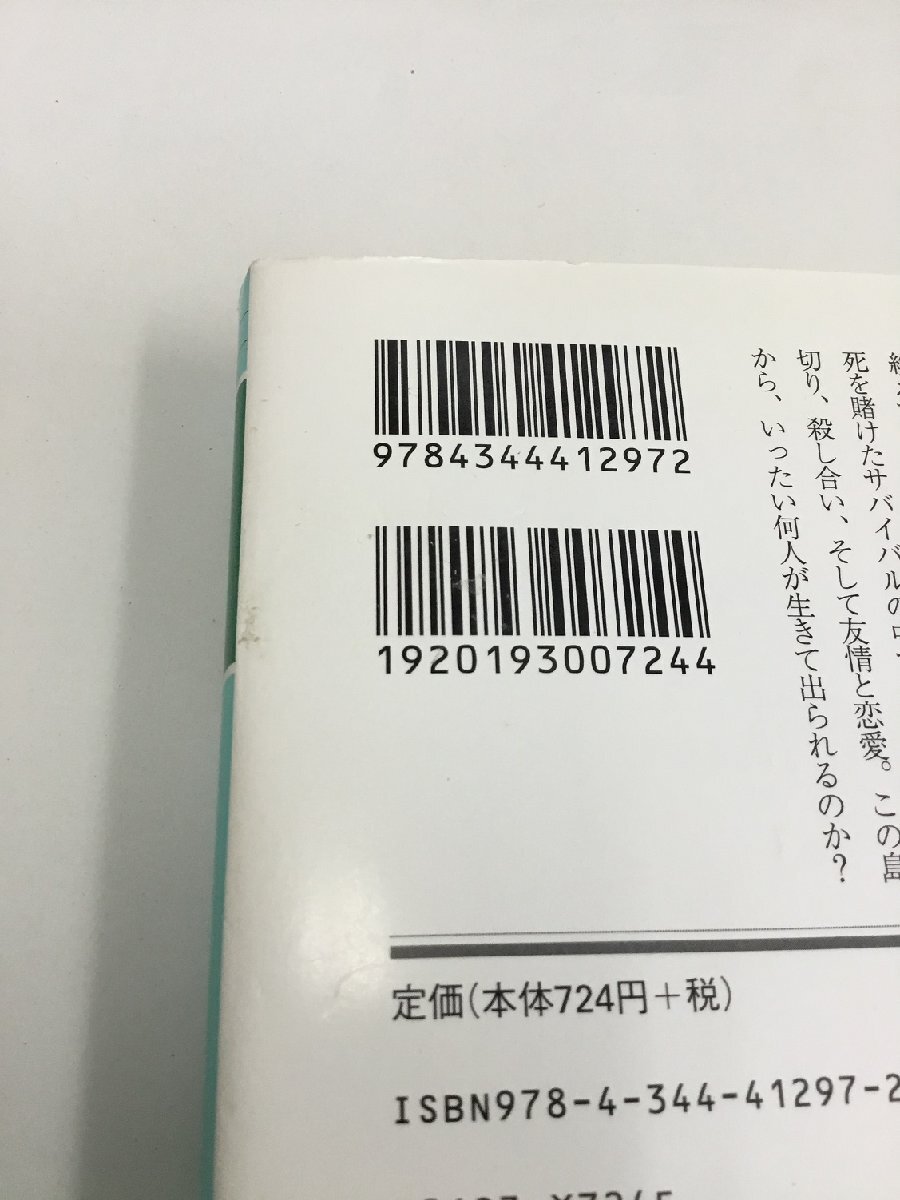 9784344412972
1920193007244
死を賭けたサバイバルの中、
切り、殺し合い、そして友情と恋愛。この島
から、いったい何人が生きて出られるのか?
定価(本体724円+税)
ISBN978-4-344-41297-2